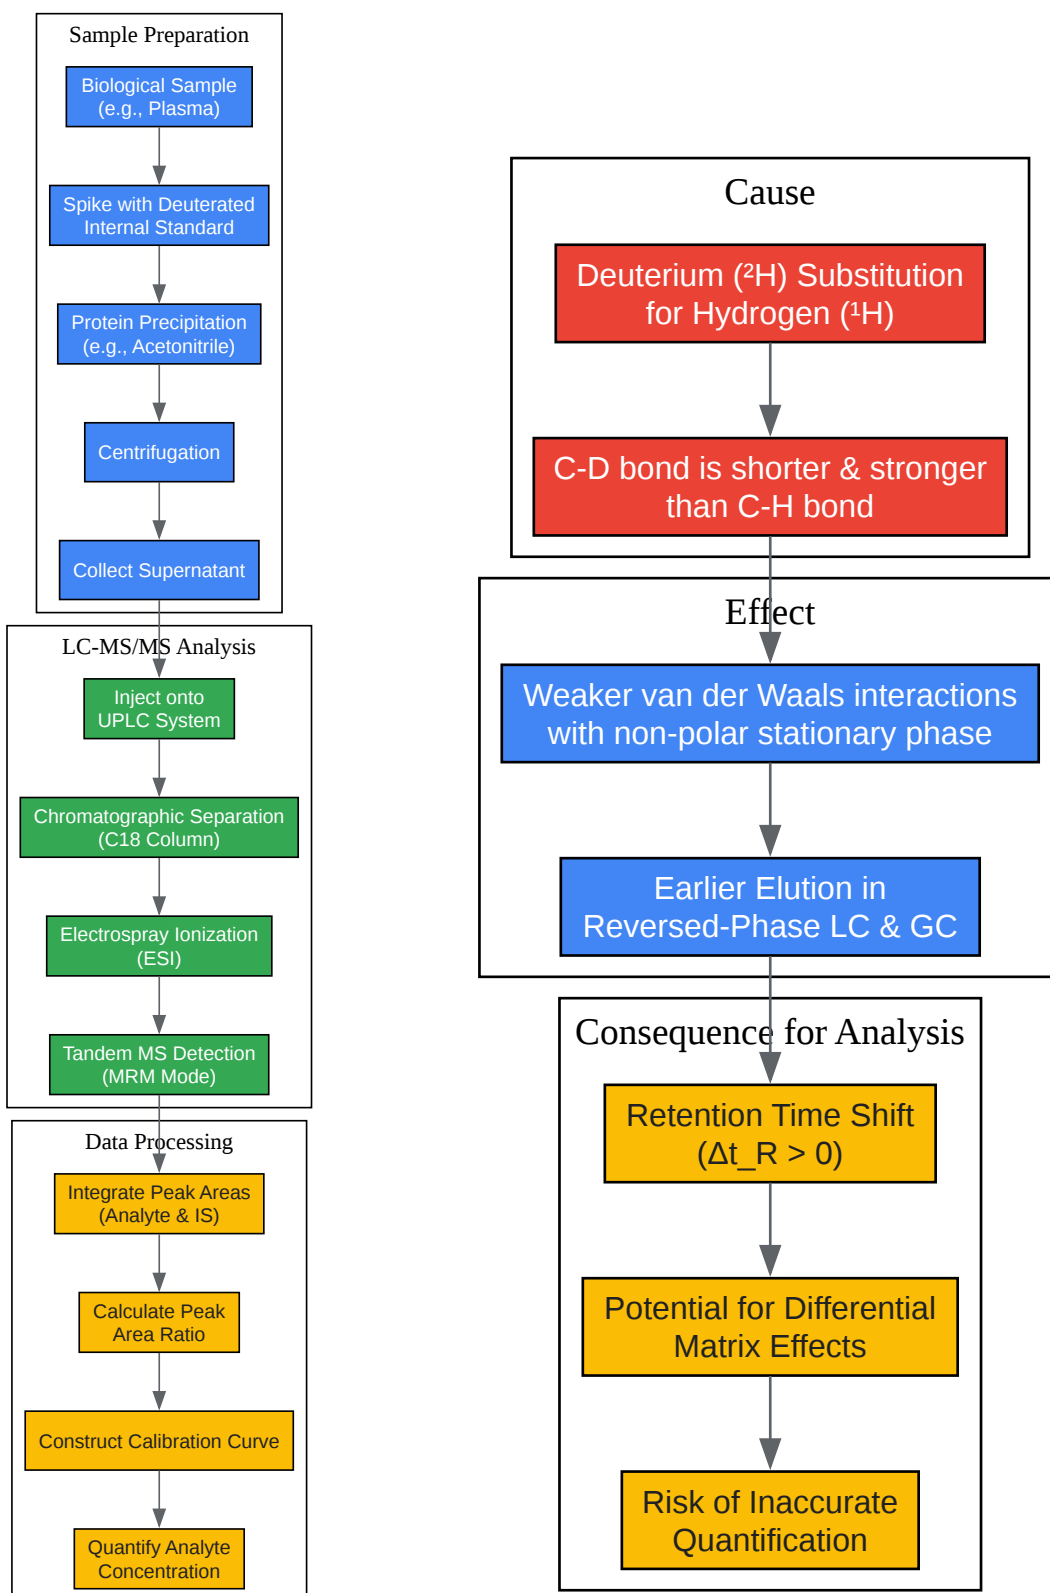 Sample Preparation
Biological Sample
(e.g., Plasma)
Spike with Deuterated
Internal Standard
Protein Precipitation
(e.g., Acetonitrile)
Centrifugation
Collect Supernatant
LC-MS/MS Analysis
Inject onto
UPLC System
Chromatographic Separation
(C18 Column)
Electrospray Ionization
(ESI)
Tandem MS Detection
(MRM Mode)
Data Processing
Integrate Peak Areas
(Analyte & IS)
Calculate Peak
Area Ratio
Construct Calibration Curve
Quantify Analyte
Concentration
Cause
Deuterium (²H) Substitution
for Hydrogen (¹H)
C-D bond is shorter & stronger
than C-H bond
Effect
Weaker van der Waals interactions
with non-polar stationary phase
Earlier Elution in
Reversed-Phase LC & GC
Consequence for Analysis
Retention Time Shift
(Δt_R > 0)
Potential for Differential
Matrix Effects
Risk of Inaccurate
Quantification